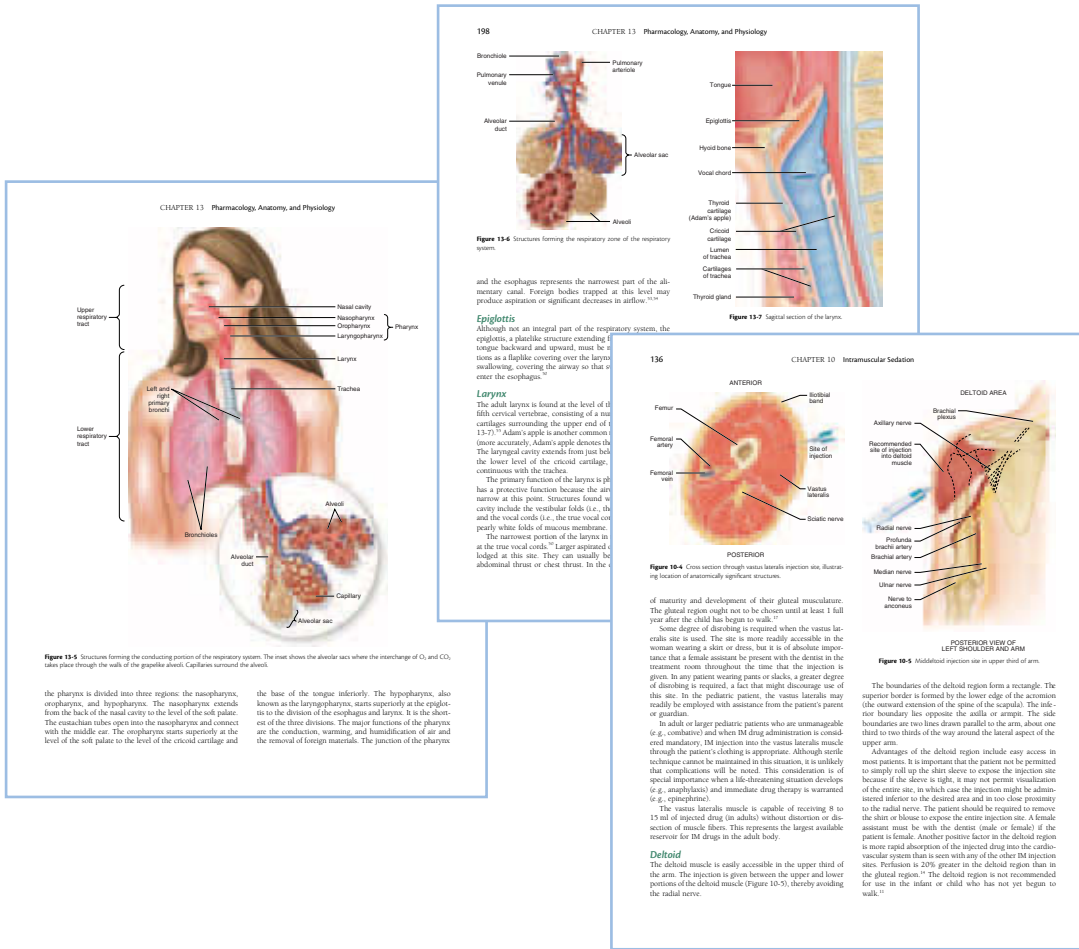 CHAPTER 13 Pharmacology, Anatomy, and Physiology
Upper
respiratory
tract
Lower
respiratory
tract
Left and
right
primary
bronchi
Bronchioles
Nasal cavity
Nasopharynx
Oropharynx
Laryngopharynx
Pharynx
Larynx
Trachea
Alveoli
Alveolar
duct
Capillary
Alveolar sac
Figure 13-5 Structures forming the conducting portion of the respiratory system. The inset shows the alveolar sacs where the interchange of O2 and CO2
takes place through the walls of the grapelike alveoli. Capillaries surround the alveoli.
the pharynx is divided into three regions: the nasopharynx,
oropharynx, and hypopharynx. The nasopharynx extends
from the back of the nasal cavity to the level of the soft palate.
The eustachian tubes open into the nasopharynx and connect
with the middle ear. The oropharynx starts superiorly at the
level of the soft palate to the level of the cricoid cartilage and
the base of the tongue inferiorly. The hypopharynx, also
known as the laryngopharynx, starts superiorly at the epiglot-
tis to the division of the esophagus and larynx. It is the short-
est of the three divisions. The major functions of the pharynx
are the conduction, warming, and humidification of air and
the removal of foreign materials. The junction of the pharynx
198 CHAPTER 13 Pharmacology, Anatomy, and Physiology
Bronchiole
Pulmonary
venule
Pulmonary
arteriole
Alveolar
duct
Alveolar sac
Alveoli
Figure 13-6 Structures forming the respiratory zone of the respiratory
system.
Tongue
Epiglottis
Hyoid bone
Vocal chord
Thyroid
cartilage
(Adam's apple)
Cricoid
cartilage
Lumen
of trachea
Cartilages
of trachea
Thyroid gland
Figure 13-7 Sagittal section of the larynx.
and the esophagus represents the narrowest part of the ali-
mentary canal. Foreign bodies trapped at this level may
produce aspiration or significant decreases in airflow.
Epiglottis
Although not an integral part of the respiratory system, the
epiglottis, a platelike structure extending f
tongue backward and upward, must be
tions as a flaplike covering over the larynx
swallowing, covering the airway so that
enter the esophagus.
Larynx
The adult larynx is found at the level of th
fifth cervical vertebrae, consisting of a nu
cartilages surrounding the upper end of
13-7). Adam's apple is another common
(more accurately, Adam's apple denotes the
The laryngeal cavity extends from just bel
the lower level of the cricoid cartilage,
continuous with the trachea.
The primary function of the larynx is ph
has a protective function because the air
narrow at this point. Structures found w
cavity include the vestibular folds (i.e., the
and the vocal cords (i.e., the true vocal cor
pearly white folds of mucous membrane.
The narrowest portion of the larynx in
at the true vocal cords. Larger aspirated
lodged at this site. They can usually be
abdominal thrust or chest thrust. In the
136 CHAPTER 10 Intramuscular Sedation
ANTERIOR
Femur
Femoral
artery
Femoral
vein
Iliotibial
band
Site of
injection
Vastus
lateralis
Sciatic nerve
POSTERIOR
Figure 10-4 Cross section through vastus lateralis injection site, illustrat-
ing location of anatomically significant structures.
of maturity and development of their gluteal musculature.
The gluteal region ought not to be chosen until at least 1 full
year after the child has begun to walk.
Some degree of disrobing is required when the vastus lat-
eralis site is used. The site is more readily accessible in the
woman wearing a skirt or dress, but it is of absolute impor-
tance that a female assistant be present with the dentist in the
treatment room throughout the time that the injection is
given. In any patient wearing pants or slacks, a greater degree
of disrobing is required, a fact that might discourage use of
this site. In the pediatric patient, the vastus lateralis may
readily be employed with assistance from the patient's parent
or guardian.
In adult or larger pediatric patients who are unmanageable
(e.g., combative) and when IM drug administration is consid-
ered mandatory, IM injection into the vastus lateralis muscle
through the patient's clothing is appropriate. Although sterile
technique cannot be maintained in this situation, it is unlikely
that complications will be noted. This consideration is of
special importance when a life-threatening situation develops
(e.g., anaphylaxis) and immediate drug therapy is warranted
(e.g., epinephrine).
The vastus lateralis muscle is capable of receiving 8 to
15 ml of injected drug (in adults) without distortion or dis-
section of muscle fibers. This represents the largest available
reservoir for IM drugs in the adult body.
Deltoid
The deltoid muscle is easily accessible in the upper third of
the arm. The injection is given between the upper and lower
portions of the deltoid muscle (Figure 10-5), thereby avoiding
the radial nerve.
DELTOID AREA
Brachial
plexus
Axillary nerve
Recommended
site of injection
into deltoid
muscle
Radial nerve
Profunda
brachii artery
Brachial artery
Median nerve
Ulnar nerve
Nerve to
anconeus
POSTERIOR VIEW OF
LEFT SHOULDER AND ARM
Figure 10-5 Middeltoid injection site in upper third of arm.
The boundaries of the deltoid region form a rectangle. The
superior border is formed by the lower edge of the acromion
(the outward extension of the spine of the scapula). The infe-
rior boundary lies opposite the axilla or armpit. The side
boundaries are two lines drawn parallel to the arm, about one
third to two thirds of the way around the lateral aspect of the
upper arm.
Advantages of the deltoid region include easy access in
most patients. It is important that the patient not be permitted
to simply roll up the shirt sleeve to expose the injection site
because if the sleeve is tight, it may not permit visualization
of the entire site, in which case the injection might be admin-
istered inferior to the desired area and in too close proximity
to the radial nerve. The patient should be required to remove
the shirt or blouse to expose the entire injection site. A female
assistant must be with the dentist (male or female) if the
patient is female. Another positive factor in the deltoid region
is more rapid absorption of the injected drug into the cardio-
vascular system than is seen with any of the other IM injection
sites. Perfusion is 20% greater in the deltoid region than in
the gluteal region. The deltoid region is not recommended
for use in the infant or child who has not yet begun to
walk.